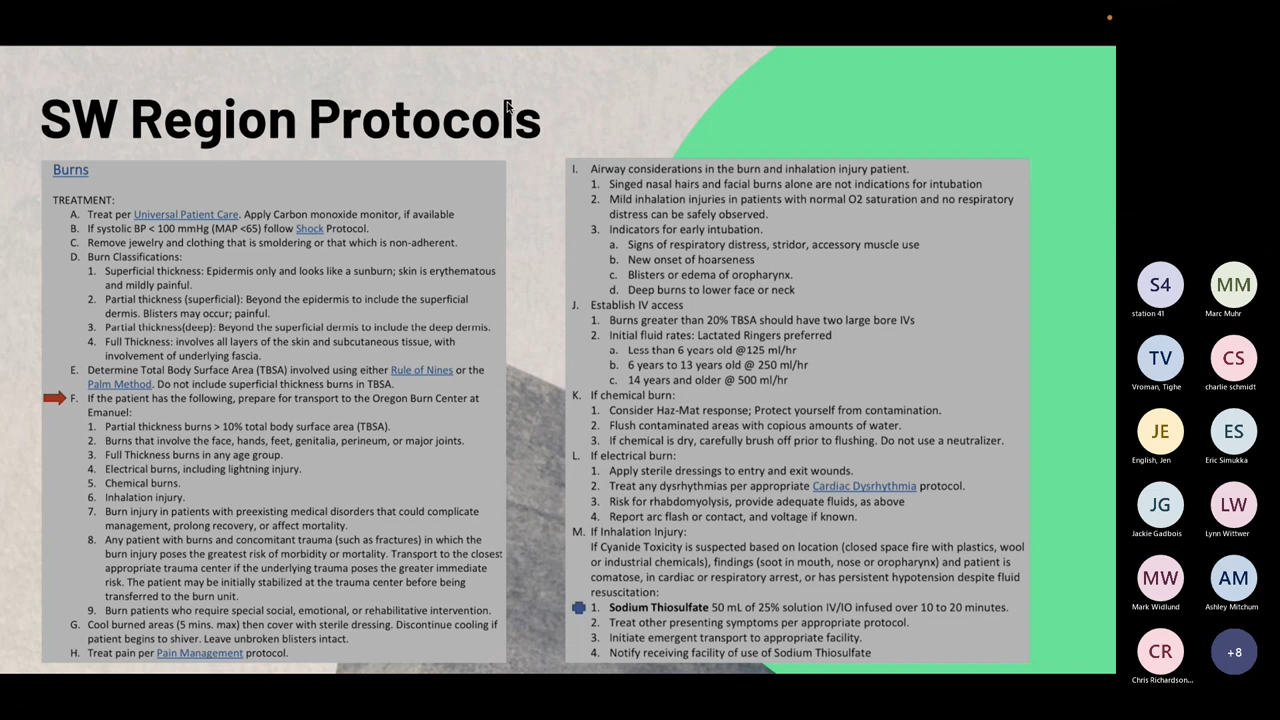 SW Region Protocols
Burns
TREATMENT:
A. Treat per Universal Patient Care. Apply Carbon monoxide monitor, if available
B. If systolic BP < 100 mmHg (MAP <65) follow Shock Protocol.
C. Remove jewelry and clothing that is smoldering or that which is non-adherent.
D. Burn Classifications:
1. Superficial thickness: Epidermis only and looks like a sunburn; skin is erythematous
and mildly painful.
2. Partial thickness (superficial): Beyond the epidermis to include the superficial
dermis. Blisters may occur; painful.
3. Partial thickness(deep): Beyond the superficial dermis to include the deep dermis.
4. Full Thickness: involves all layers of the skin and subcutaneous tissue, with
involvement of underlying fascia.
E. Determine Total Body Surface Area (TBSA) involved using either Rule of Nines or the
Palm Method. Do not include superficial thickness burns in TBSA.
F. If the patient has the following, prepare for transport to the Oregon Burn Center at
Emanuel:
1. Partial thickness burns > 10% total body surface area (TBSA).
2. Burns that involve the face, hands, feet, genitalia, perineum, or major joints.
3. Full Thickness burns in any age group.
4. Electrical burns, including lightning injury.
5. Chemical burns.
6. Inhalation injury.
7. Burn injury in patients with preexisting medical disorders that could complicate
management, prolong recovery, or affect mortality.
8. Any patient with burns and concomitant trauma (such as fractures) in which the
burn injury poses the greatest risk of morbidity or mortality. Transport to the closest
appropriate trauma center if the underlying trauma poses the greater immediate
risk. The patient may be initially stabilized at the trauma center before being
transferred to the burn unit.
9. Burn patients who require special social, emotional, or rehabilitative intervention.
G. Cool burned areas (5 mins. max) then cover with sterile dressing. Discontinue cooling if
patient begins to shiver. Leave unbroken blisters intact.
H. Treat pain per Pain Management protocol.
I. Airway considerations in the burn and inhalation injury patient.
1. Singed nasal hairs and facial burns alone are not indications for intubation
2. Mild inhalation injuries in patients with normal O2 saturation and no respiratory
distress can be safely observed.
3. Indicators for early intubation.
a. Signs of respiratory distress, stridor, accessory muscle use
b. New onset of hoarseness
c. Blisters or edema of oropharynx.
d. Deep burns to lower face or neck
J. Establish IV access
1. Burns greater than 20% TBSA should have two large bore IVs
2. Initial fluid rates: Lactated Ringers preferred
a. Less than 6 years old @125 ml/hr
b. 6 years to 13 years old @ 250 ml/hr
c. 14 years and older @ 500 ml/hr
K. If chemical burn:
1. Consider Haz-Mat response; Protect yourself from contamination.
2. Flush contaminated areas with copious amounts of water.
3. If chemical is dry, carefully brush off prior to flushing. Do not use a neutralizer.
L. If electrical burn:
1. Apply sterile dressings to entry and exit wounds.
2. Treat any dysrhythmias per appropriate Cardiac Dysrhythmia protocol.
3. Risk for rhabdomyolysis, provide adequate fluids, as above
4. Report arc flash or contact, and voltage if known.
M. If Inhalation Injury:
If Cyanide Toxicity is suspected based on location (closed space fire with plastics, wool
or industrial chemicals), findings (soot in mouth, nose or oropharynx) and patient is
comatose, in cardiac or respiratory arrest, or has persistent hypotension despite fluid
resuscitation:
1. Sodium Thiosulfate 50 mL of 25% solution IV/IO infused over 10 to 20 minutes.
2. Treat other presenting symptoms per appropriate protocol.
3. Initiate emergent transport to appropriate facility.
4. Notify receiving facility of use of Sodium Thiosulfate
S4 MM
station 41 Marc Muhr
TV CS
Vroman, Tighe charlie schmidt
JE ES
English, Jen Eric Simukka
JG LW
Jackie Gadbois Lynn Wittwer
MW AM
Mark Widlund Ashley Mitchum
CR +8
Chris Richardson...